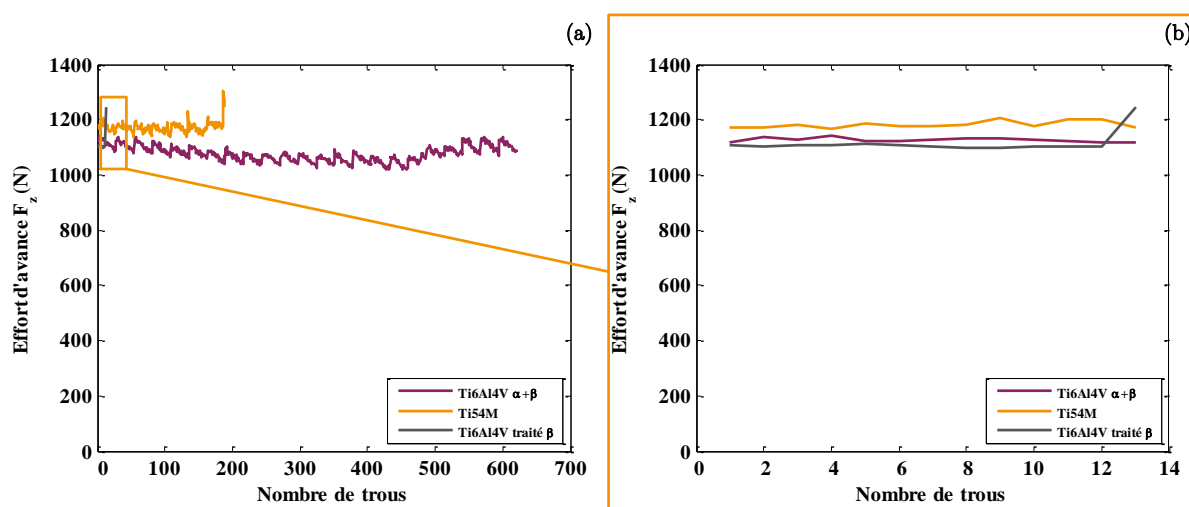 (a)
1400
1200
1000
800
600
400
200
0
Effort d'avance F_z (N)
0 100 200 300 400 500 600 700
Nombre de trous
Ti6Al4V α+β
Ti54M
Ti6Al4V traité β
(b)
1400
1200
1000
800
600
400
200
0
Effort d'avance F_z (N)
0 2 4 6 8 10 12 14
Nombre de trous
Ti6Al4V α+β
Ti54M
Ti6Al4V traité β